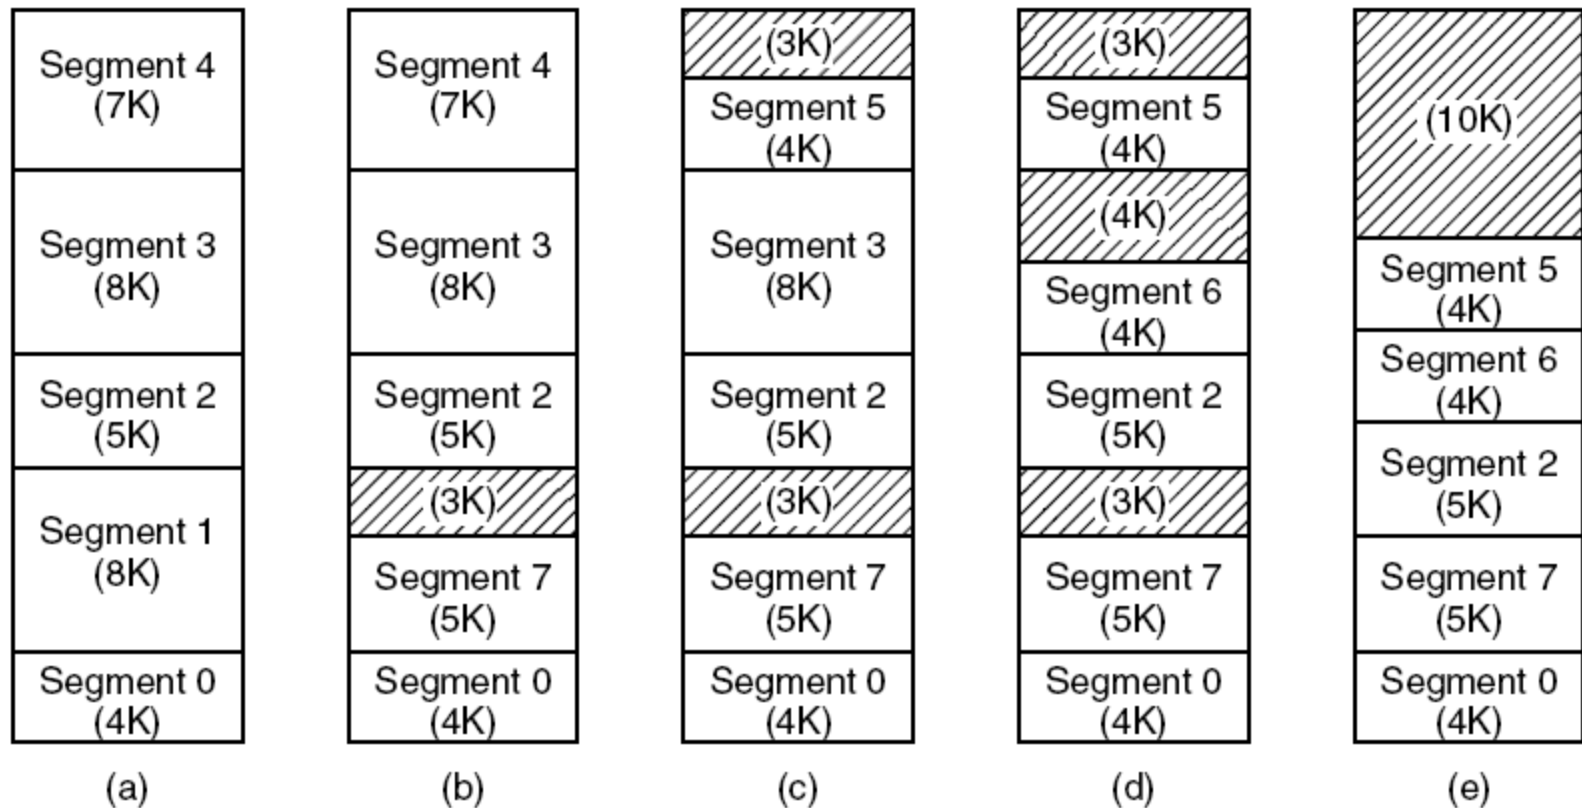 Segment 4
(7K)
Segment 3
(8K)
Segment 2
(5K)
Segment 1
(8K)
Segment 0
(4K)
(a)
Segment 4
(7K)
Segment 3
(8K)
Segment 2
(5K)
(3K)
Segment 7
(5K)
Segment 0
(4K)
(b)
(3K)
Segment 5
(4K)
Segment 3
(8K)
Segment 2
(5K)
(3K)
Segment 7
(5K)
Segment 0
(4K)
(c)
(3K)
Segment 5
(4K)
(4K)
Segment 6
(4K)
Segment 2
(5K)
(3K)
Segment 7
(5K)
Segment 0
(4K)
(d)
(10K)
Segment 5
(4K)
Segment 6
(4K)
Segment 2
(5K)
Segment 7
(5K)
Segment 0
(4K)
(e)